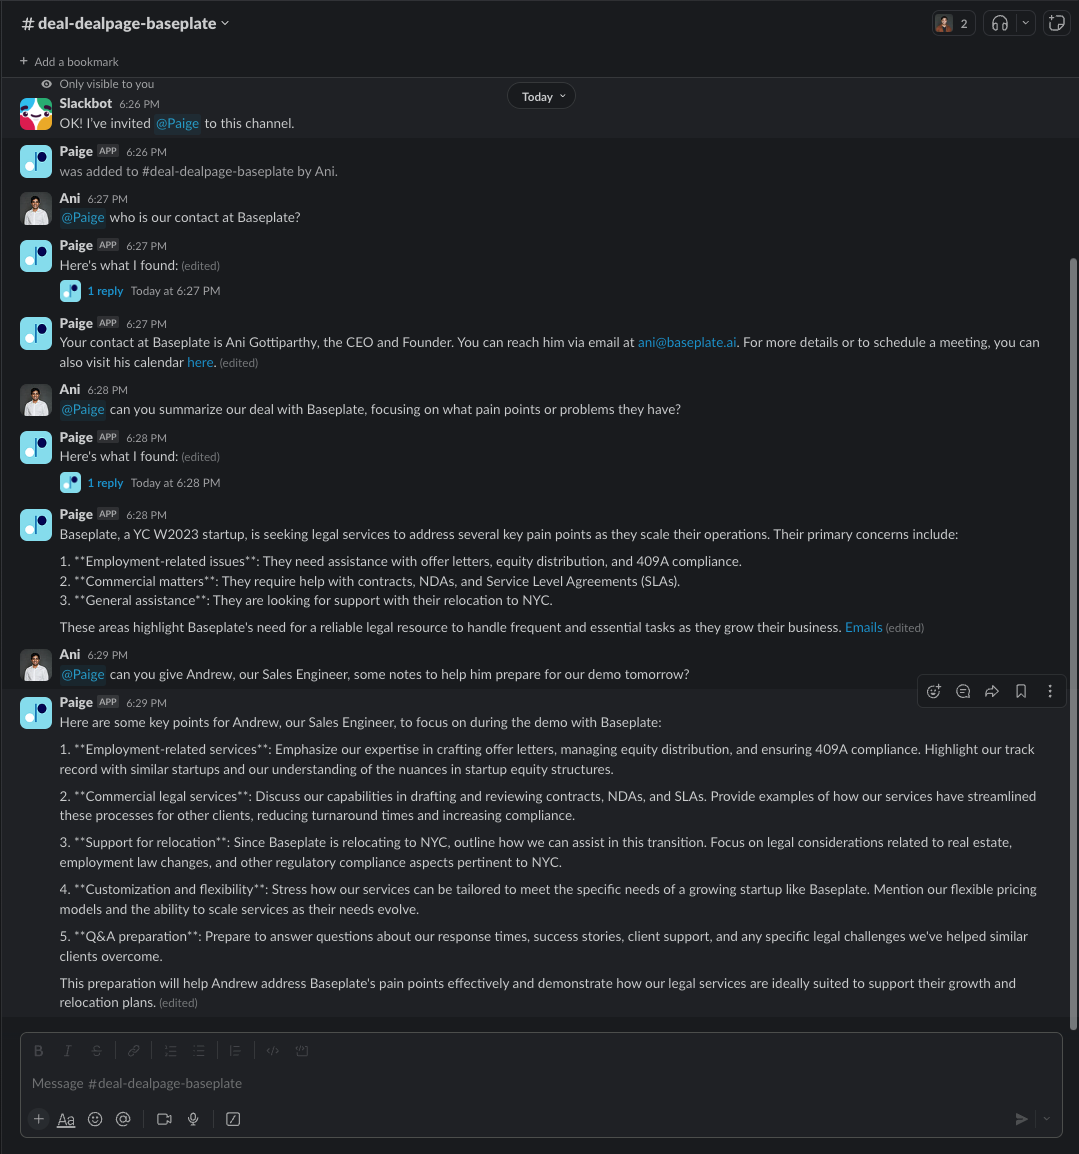 # deal-dealpage-baseplate
2
+ Add a bookmark
Only visible to you
Today
Slackbot 6:26 PM
OK! I've invited @Paige to this channel.
Paige APP 6:26 PM
was added to #deal-dealpage-baseplate by Ani.
Ani 6:27 PM
@Paige who is our contact at Baseplate?
Paige APP 6:27 PM
Here's what I found: (edited)
1 reply Today at 6:27 PM
Paige APP 6:27 PM
Your contact at Baseplate is Ani Gottiparthy, the CEO and Founder. You can reach him via email at ani@baseplate.ai. For more details or to schedule a meeting, you can
also visit his calendar here. (edited)
Ani 6:28 PM
@Paige can you summarize our deal with Baseplate, focusing on what pain points or problems they have?
Paige APP 6:28 PM
Here's what I found: (edited)
1 reply Today at 6:28 PM
Paige APP 6:28 PM
Baseplate, a YC W2023 startup, is seeking legal services to address several key pain points as they scale their operations. Their primary concerns include:
1. **Employment-related issues**: They need assistance with offer letters, equity distribution, and 409A compliance.
2. **Commercial matters**: They require help with contracts, NDAs, and Service Level Agreements (SLAs).
3. **General assistance**: They are looking for support with their relocation to NYC.
These areas highlight Baseplate's need for a reliable legal resource to handle frequent and essential tasks as they grow their business. Emails (edited)
Ani 6:29 PM
@Paige can you give Andrew, our Sales Engineer, some notes to help him prepare for our demo tomorrow?
Paige APP 6:29 PM
Here are some key points for Andrew, our Sales Engineer, to focus on during the demo with Baseplate:
1. **Employment-related services**: Emphasize our expertise in crafting offer letters, managing equity distribution, and ensuring 409A compliance. Highlight our track
record with similar startups and our understanding of the nuances in startup equity structures.
2. **Commercial legal services**: Discuss our capabilities in drafting and reviewing contracts, NDAs, and SLAs. Provide examples of how our services have streamlined
these processes for other clients, reducing turnaround times and increasing compliance.
3. **Support for relocation**: Since Baseplate is relocating to NYC, outline how we can assist in this transition. Focus on legal considerations related to real estate,
employment law changes, and other regulatory compliance aspects pertinent to NYC.
4. **Customization and flexibility**: Stress how our services can be tailored to meet the specific needs of a growing startup like Baseplate. Mention our flexible pricing
models and the ability to scale services as their needs evolve.
5. **Q&A preparation**: Prepare to answer questions about our response times, success stories, client support, and any specific legal challenges we've helped similar
clients overcome.
This preparation will help Andrew address Baseplate's pain points effectively and demonstrate how our legal services are ideally suited to support their growth and
relocation plans. (edited)
B I S
Message #deal-dealpage-baseplate
+ Aa @